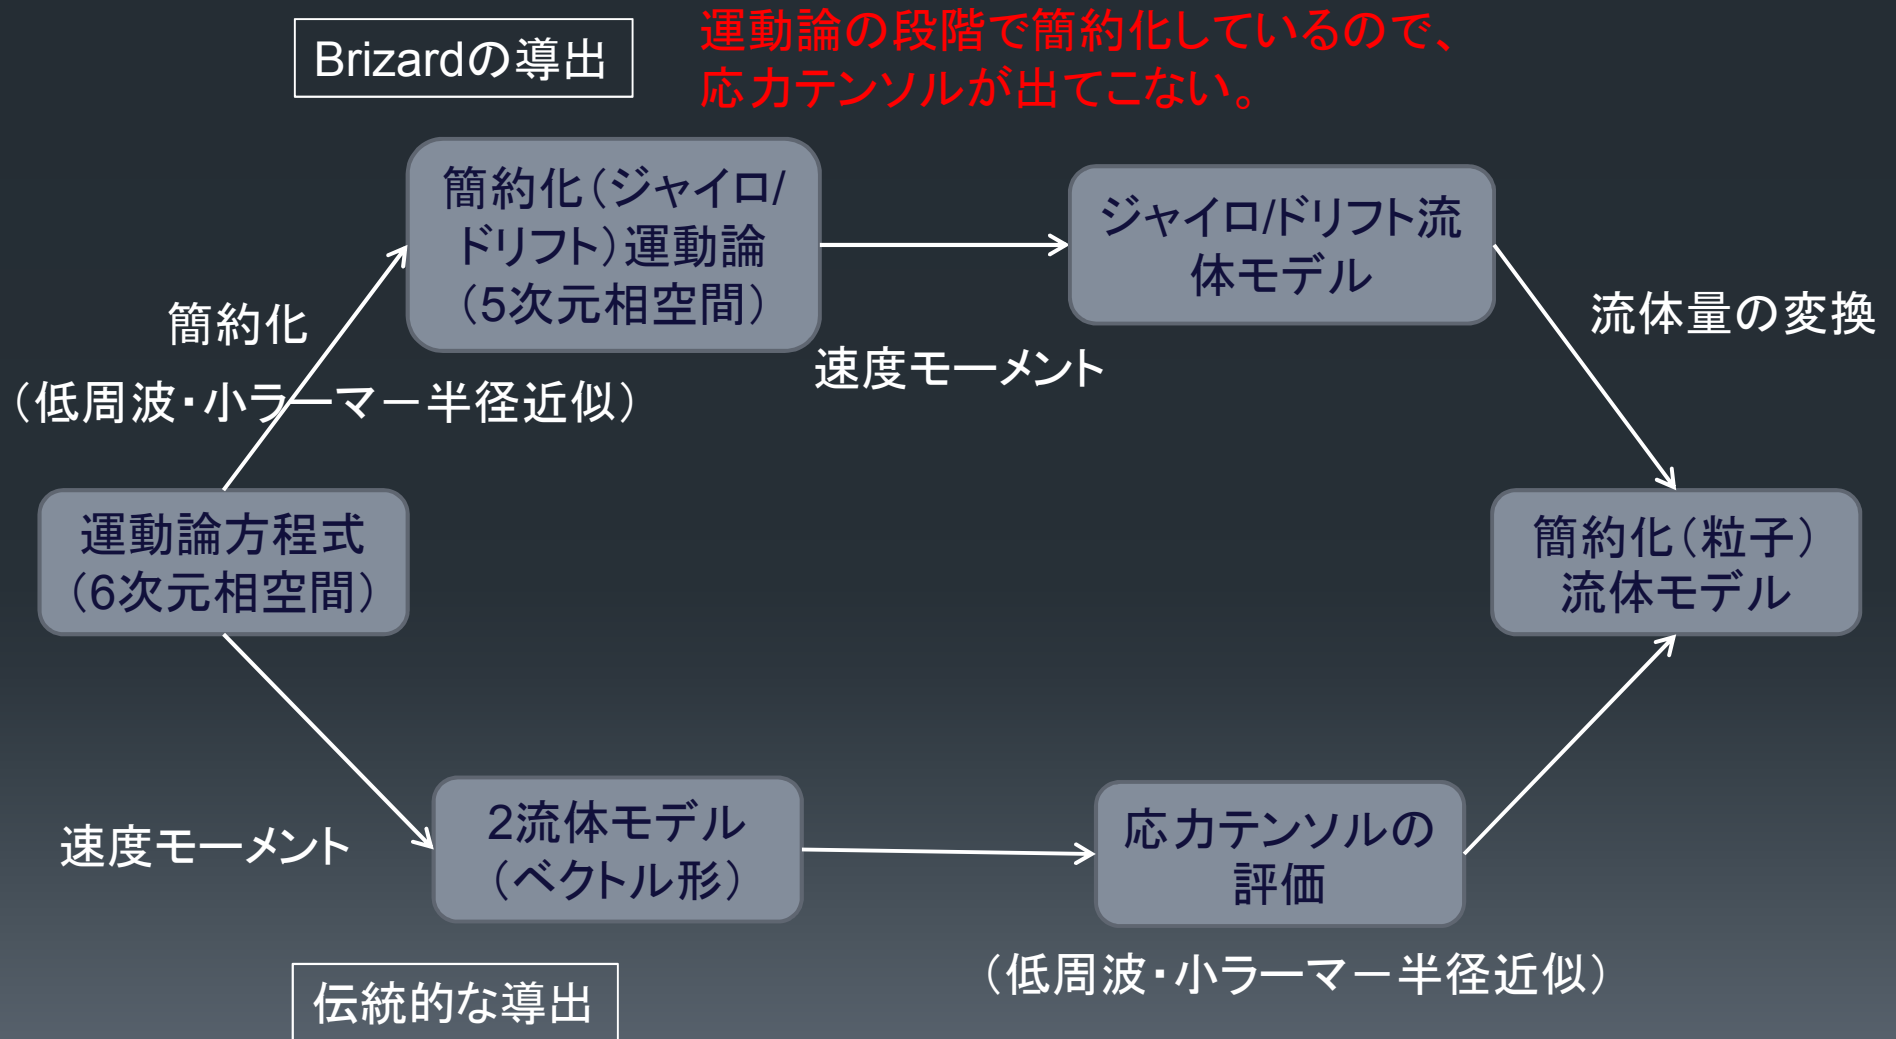 Brizardの導出
運動論の段階で簡約化しているので、
応力テンソルが出てこない。
簡約化（ジャイロ/
ドリフト）運動論
（5次元相空間）
ジャイロ/ドリフト流
体モデル
簡約化
（低周波・小ラーマー半径近似）
速度モーメント
流体量の変換
運動論方程式
（6次元相空間）
簡約化（粒子）
流体モデル
速度モーメント
2流体モデル
（ベクトル形）
応力テンソルの
評価
（低周波・小ラーマー半径近似）
伝統的な導出